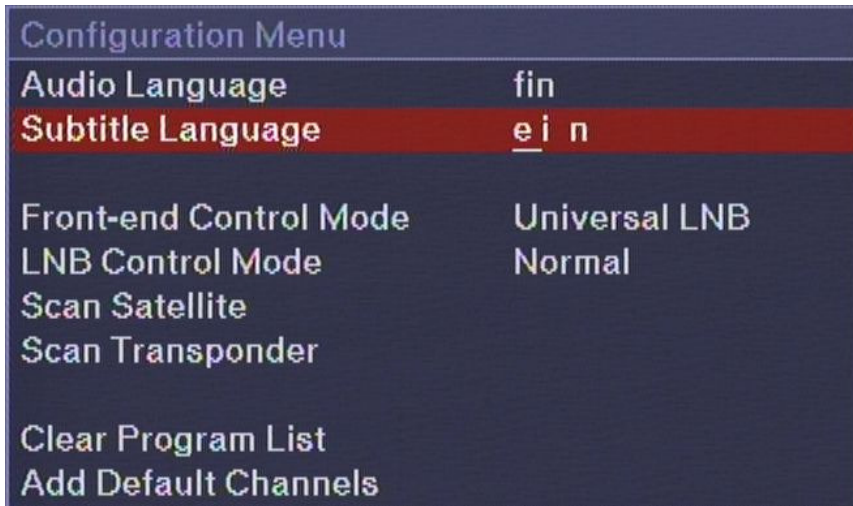 Configuration Menu
Audio Language fin
Subtitle Language e i n
Front-end Control Mode Universal LNB
LNB Control Mode Normal
Scan Satellite
Scan Transponder
Clear Program List
Add Default Channels